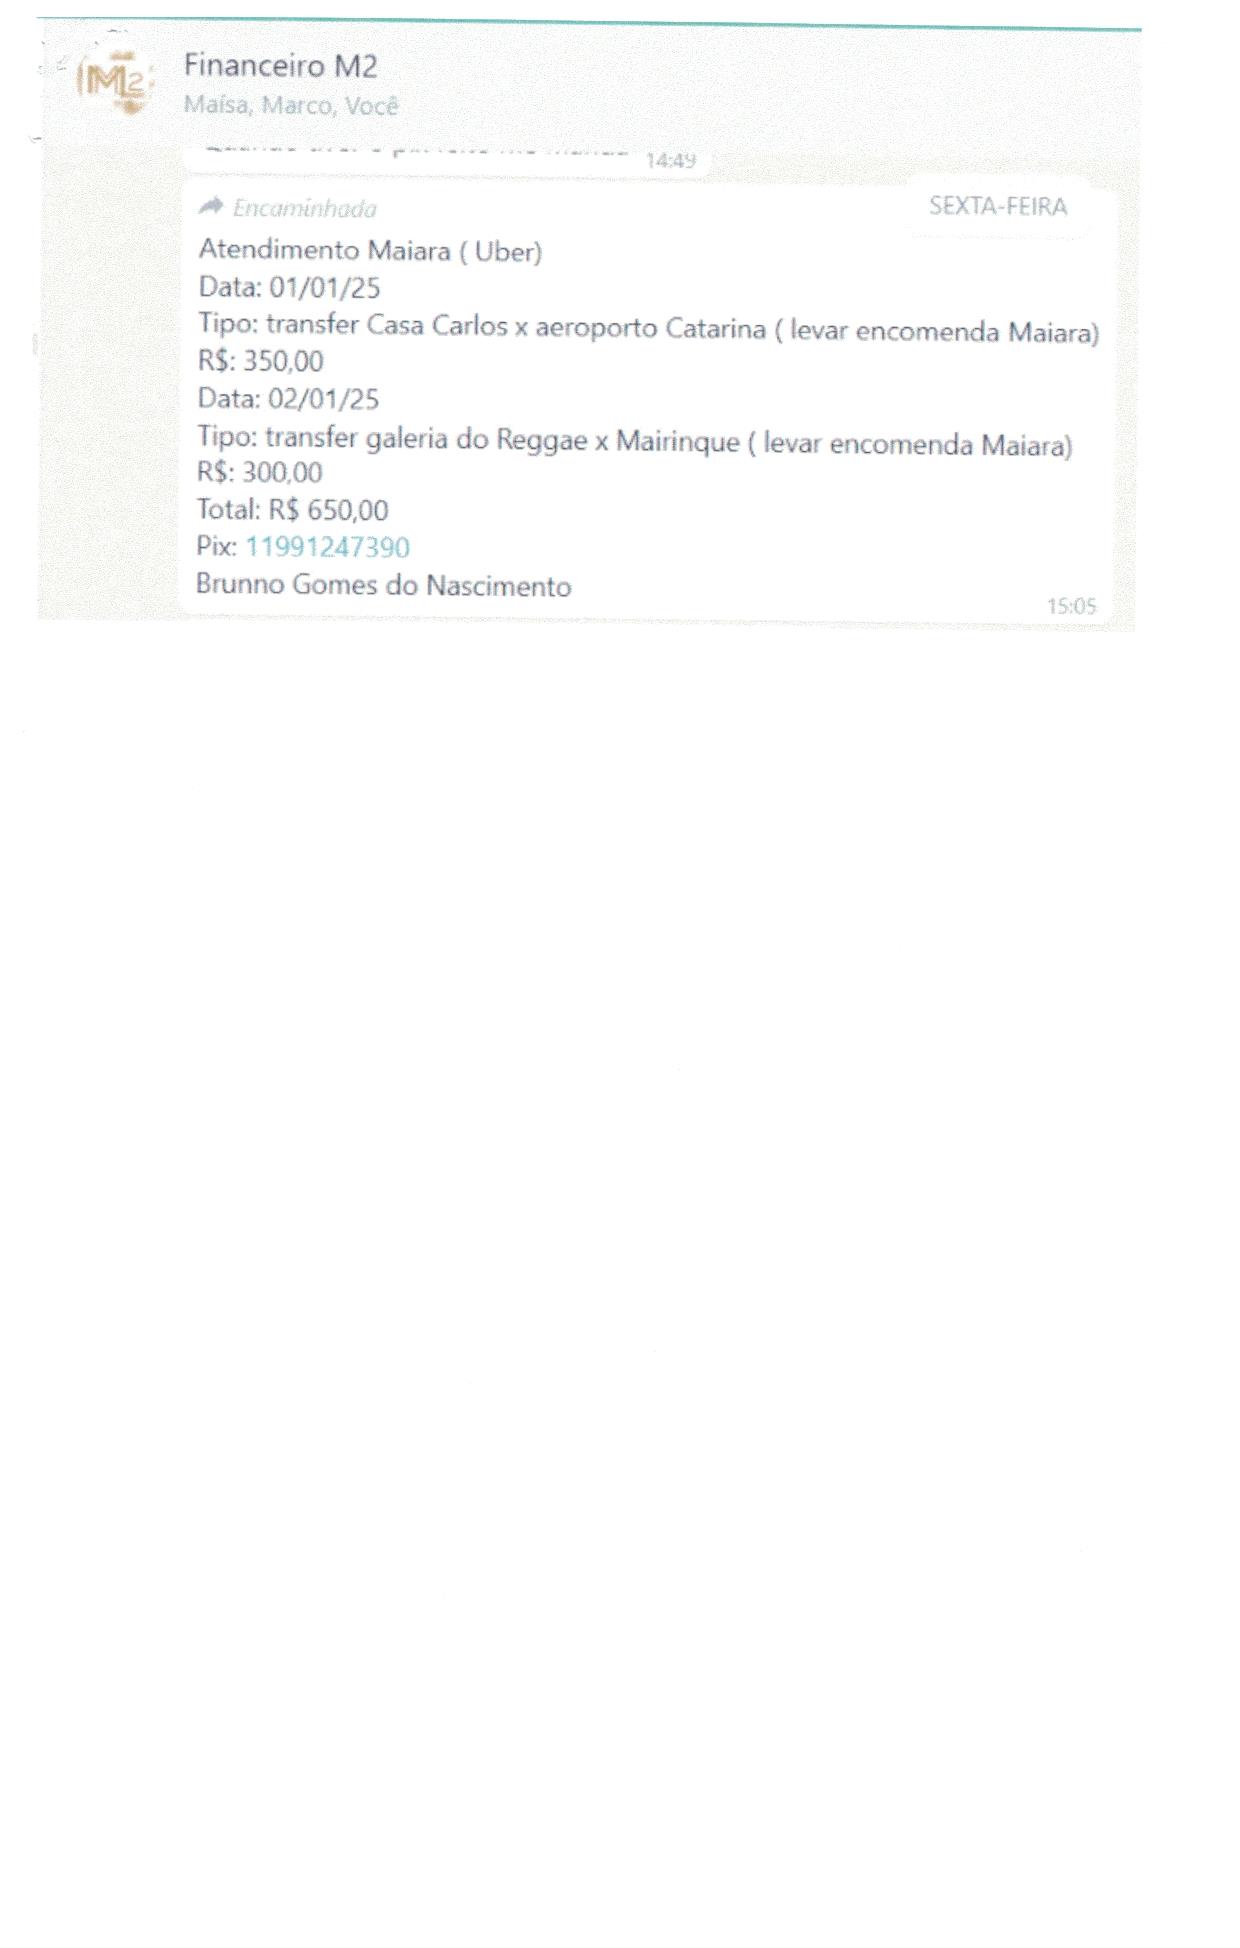 M2
Financeiro M2
Maísa, Marco, Você
14:49
SEXTA-FEIRA
Encaminhada
Atendimento Maiara ( Uber)
Data: 01/01/25
Tipo: transfer Casa Carlos x aeroporto Catarina ( levar encomenda Maiara)
R$: 350,00
Data: 02/01/25
Tipo: transfer galeria do Reggae x Mairinque ( levar encomenda Maiara)
R$: 300,00
Total: R$ 650,00
Pix: 11991247390
Brunno Gomes do Nascimento
15:05